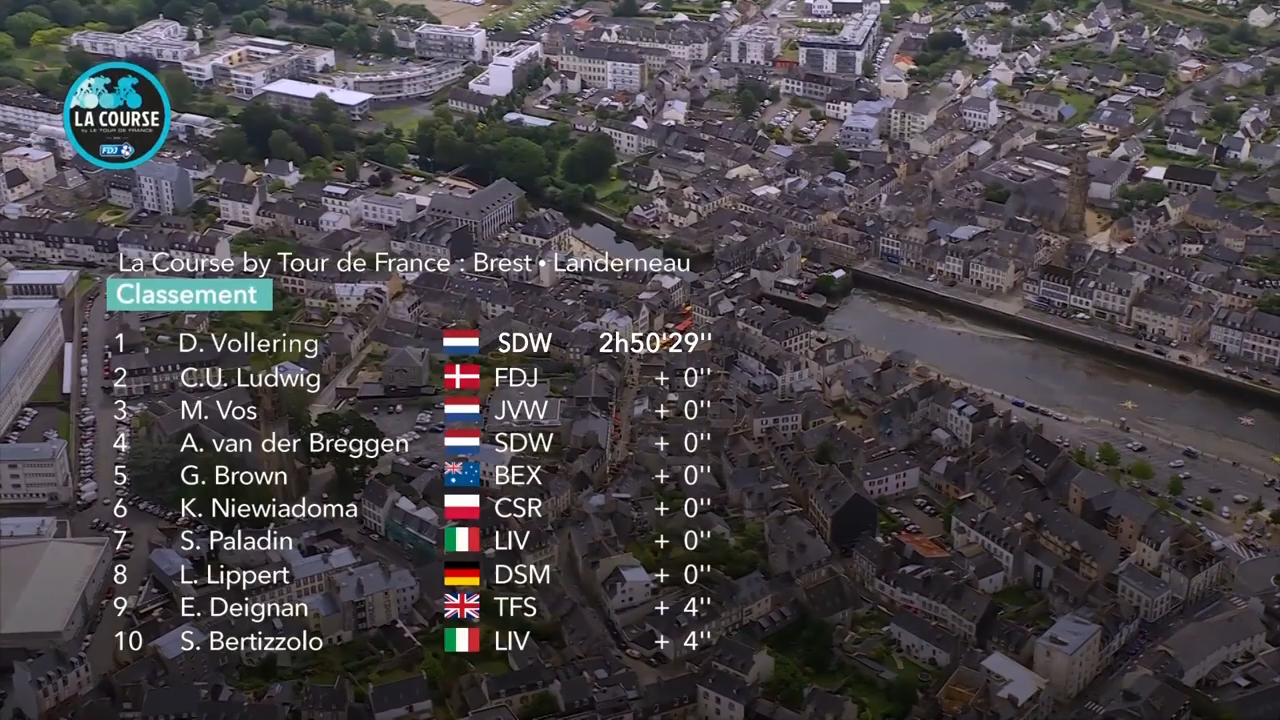 LA COURSE
by LE TOUR DE FRANCE
FDJ
La Course by Tour de France : Brest • Landerneau
Classement
1 D. Vollering SDW 2h50'29''
2 C.U. Ludwig FDJ + 0''
3 M. Vos JVW + 0''
4 A. van der Breggen SDW + 0''
5 G. Brown BEX + 0''
6 K. Niewiadoma CSR + 0''
7 S. Paladin LIV + 0''
8 L. Lippert DSM + 0''
9 E. Deignan TFS + 4''
10 S. Bertizzolo LIV + 4''